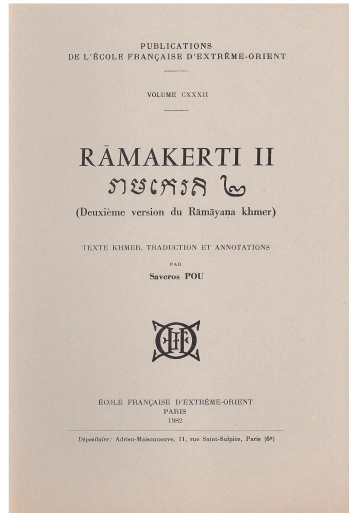 PUBLICATIONS
DE L'ÉCOLE FRANÇAISE D'EXTRÊME-ORIENT
VOLUME CXXXII
RĀMAKERTI II
រាមកេរត ២
(Deuxième version du Rāmāyaṇa khmer)
TEXTE KHMER, TRADUCTION ET ANNOTATIONS
PAR
Saveros POU
ÉCOLE FRANÇAISE D'EXTRÊME-ORIENT
PARIS
1982
Dépositaire: Adrien-Maisonneuve, 11, rue Saint-Sulpice, Paris (6ᵉ)